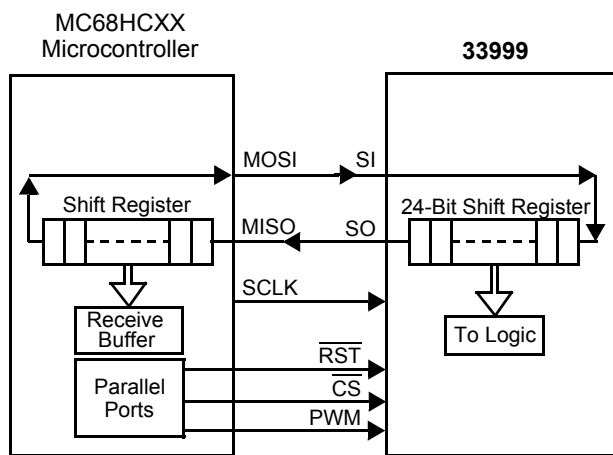 MC68HCXX
Microcontroller
33999
MOSI
SI
Shift Register
24-Bit Shift Register
MISO
SO
SCLK
Receive
Buffer
To Logic
RST
Parallel
Ports
CS
PWM